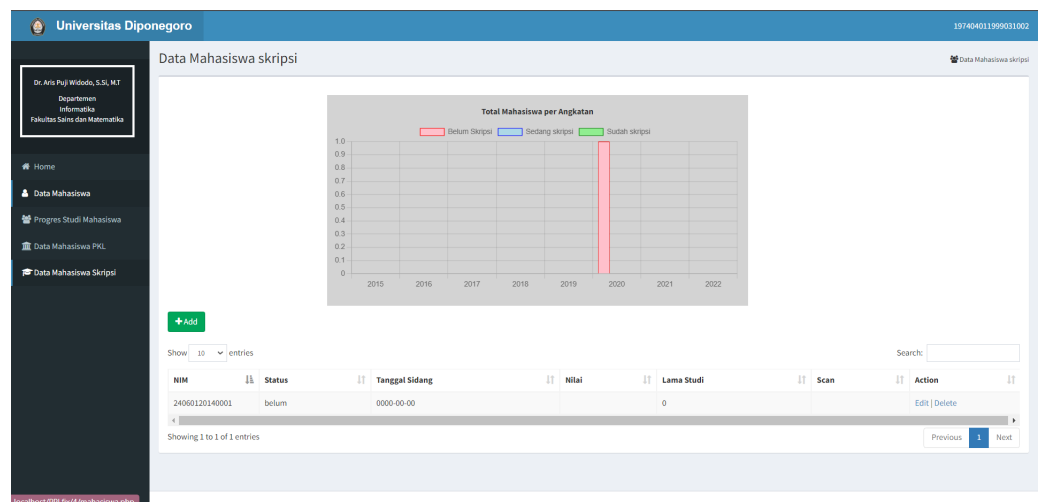 Universitas Diponegoro
197404011999031002
Dr. Aris Puji Widodo, S.Si, M.T
Departemen
Informatika
Fakultas Sains dan Matematika
Home
Data Mahasiswa
Progres Studi Mahasiswa
Data Mahasiswa PKL
Data Mahasiswa Skripsi
Data Mahasiswa skripsi
Data Mahasiswa skripsi
Total Mahasiswa per Angkatan
Belum Skripsi Sedang skripsi Sudah skripsi
1.0
0.9
0.8
0.7
0.6
0.5
0.4
0.3
0.2
0.1
0
2015 2016 2017 2018 2019 2020 2021 2022
+Add
Show 10 entries
Search:
NIM Status Tanggal Sidang Nilai Lama Studi Scan Action
24060120140001 belum 0000-00-00 0 Edit | Delete
Showing 1 to 1 of 1 entries
Previous 1 Next